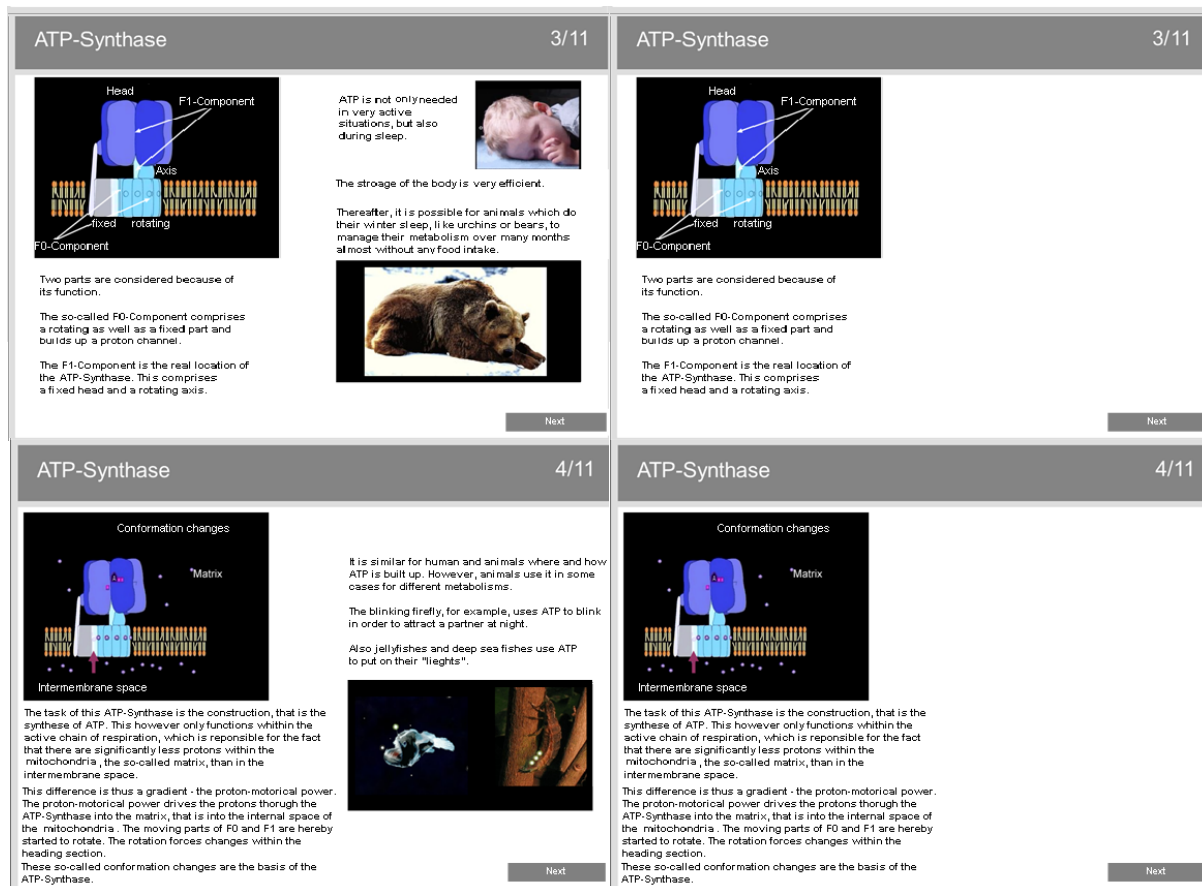 ATP-Synthase
3/11
Head
F1-Component
Axis
fixed
rotating
F0-Component
Two parts are considered because of
its function.
The so-called F0-Component comprises
a rotating as well as a fixed part and
builds up a proton channel.
The F1-Component is the real location of
the ATP-Synthase. This comprises
a fixed head and a rotating axis.
ATP is not only needed
in very active
situations, but also
during sleep.
The stroage of the body is very efficient.
Thereafter, it is possible for animals which do
their winter sleep, like urchins or bears, to
manage their metabolism over many months
almost without any food intake.
Next
ATP-Synthase
3/11
Head
F1-Component
Axis
fixed
rotating
F0-Component
Two parts are considered because of
its function.
The so-called F0-Component comprises
a rotating as well as a fixed part and
builds up a proton channel.
The F1-Component is the real location of
the ATP-Synthase. This comprises
a fixed head and a rotating axis.
Next
ATP-Synthase
4/11
Conformation changes
Matrix
Intermembrane space
The task of this ATP-Synthase is the construction, that is the
synthese of ATP. This however only functions whithin the
active chain of respiration, which is reponsible for the fact
that there are significantly less protons within the
mitochondria , the so-called matrix, than in the
intermembrane space.
This difference is thus a gradient - the proton-motorical power.
The proton-motorical power drives the protons thorugh the
ATP-Synthase into the matrix, that is into the internal space of
the mitochondria . The moving parts of F0 and F1 are hereby
started to rotate. The rotation forces changes within the
heading section.
These so-called conformation changes are the basis of the
ATP-Synthase.
It is similar for human and animals where and how
ATP is built up. However, animals use it in some
cases for different metabolisms.
The blinking firefly, for example, uses ATP to blink
in order to attract a partner at night.
Also jellyfishes and deep sea fishes use ATP
to put on their "lieghts".
Next
ATP-Synthase
4/11
Conformation changes
Matrix
Intermembrane space
The task of this ATP-Synthase is the construction, that is the
synthese of ATP. This however only functions whithin the
active chain of respiration, which is reponsible for the fact
that there are significantly less protons within the
mitochondria , the so-called matrix, than in the
intermembrane space.
This difference is thus a gradient - the proton-motorical power.
The proton-motorical power drives the protons thorugh the
ATP-Synthase into the matrix, that is into the internal space of
the mitochondria . The moving parts of F0 and F1 are hereby
started to rotate. The rotation forces changes within the
heading section.
These so-called conformation changes are the basis of the
ATP-Synthase.
Next